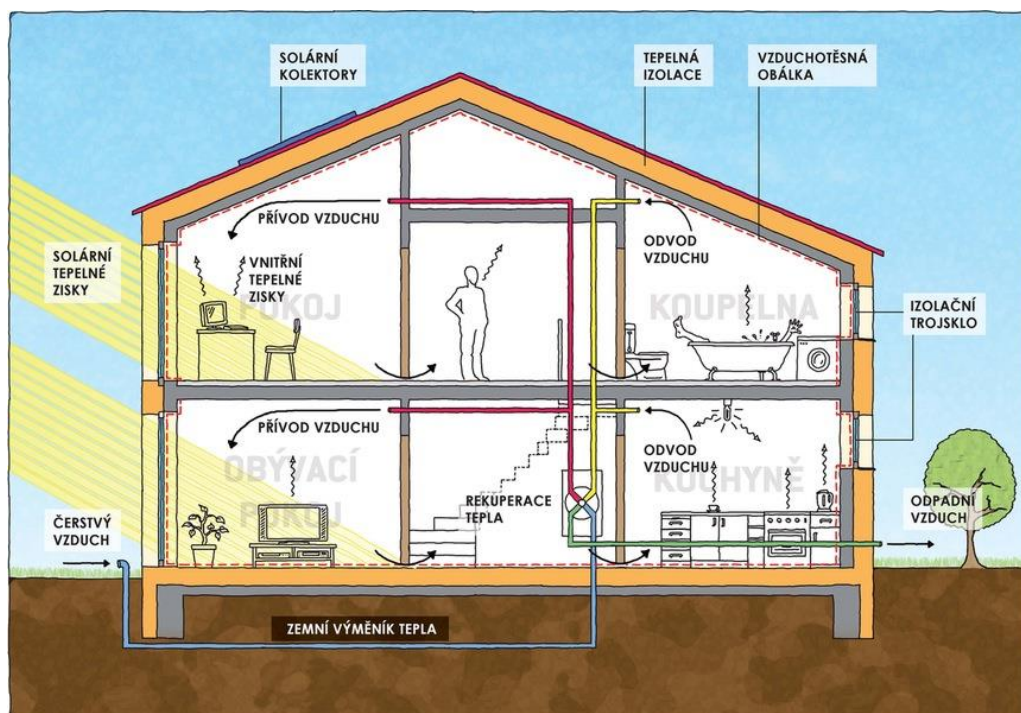 SOLÁRNÍ
KOLEKTORY
TEPELNÁ
IZOLACE
VZDUCHOTĚSNÁ
OBÁLKA
PŘÍVOD VZDUCHU
ODVOD
VZDUCHU
SOLÁRNÍ
TEPELNÉ
ZISKY
VNITŘNÍ
TEPELNÉ
ZISKY
POKOJ
KOUPELNA
IZOLAČNÍ
TROJSKLO
PŘÍVOD VZDUCHU
ODVOD
VZDUCHU
OBÝVACÍ
POKOJ
KUCHYNĚ
REKUPERACE
TEPLA
ČERSTVÝ
VZDUCH
ODPADNÍ
VZDUCH
ZEMNÍ VÝMĚNÍK TEPLA